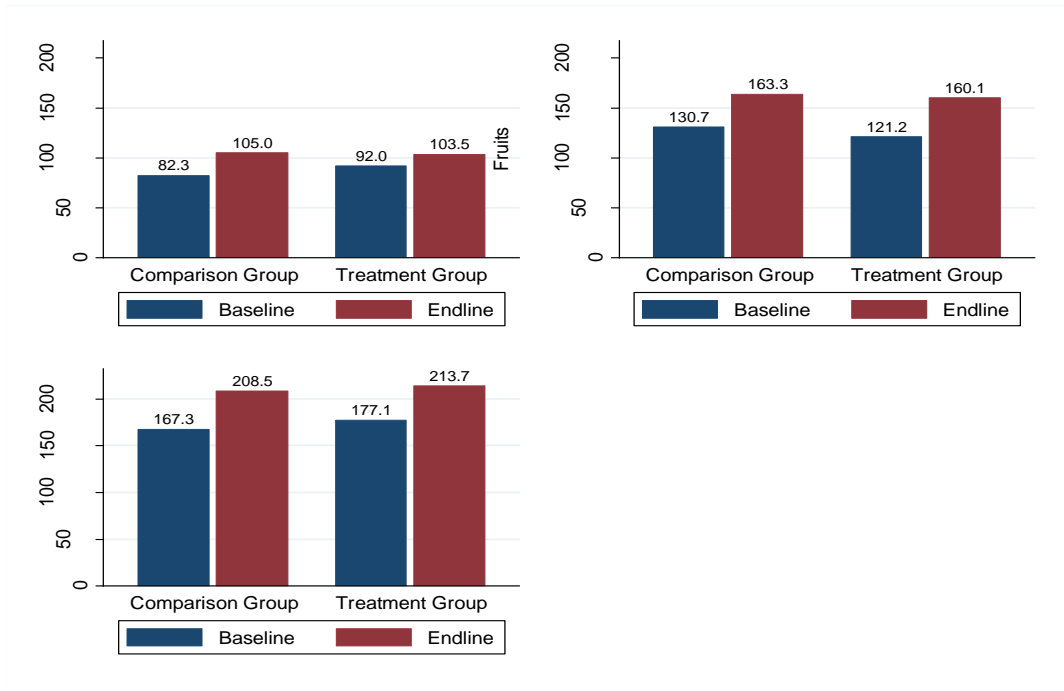 200
150
100
50
0
82.3
105.0
92.0
103.5
Comparison Group
Treatment Group
Baseline
Endline
Fruits
200
150
100
50
0
130.7
163.3
121.2
160.1
Comparison Group
Treatment Group
Baseline
Endline
200
150
100
50
0
167.3
208.5
177.1
213.7
Comparison Group
Treatment Group
Baseline
Endline